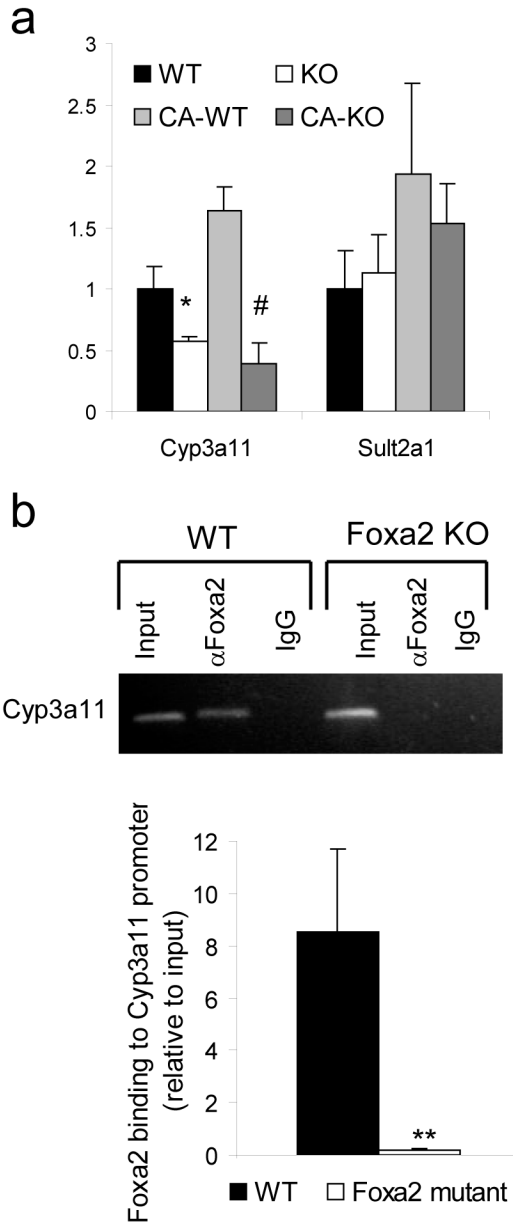 a
3
2.5
2
1.5
1
0.5
0
WT
KO
CA-WT
CA-KO
*
#
Cyp3a11
Sult2a1
b
WT
Foxa2 KO
Input
αFoxa2
IgG
Input
αFoxa2
IgG
Cyp3a11
Foxa2 binding to Cyp3a11 promoter
(relative to input)
12
10
8
6
4
2
0
**
WT
Foxa2 mutant